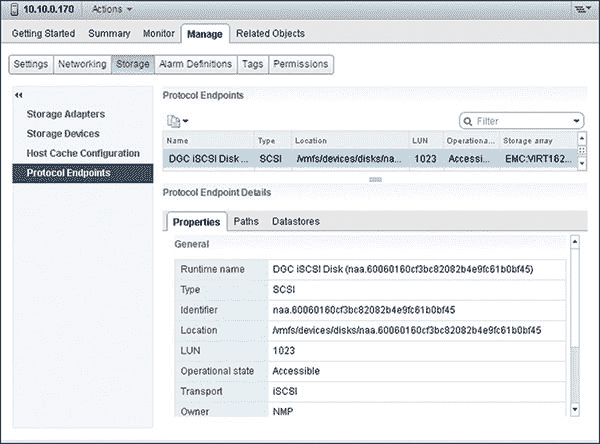 10.10.0.170 Actions
Getting Started Summary Monitor Manage Related Objects
Settings Networking Storage Alarm Definitions Tags Permissions
Storage Adapters
Storage Devices
Host Cache Configuration
Protocol Endpoints
Protocol Endpoints
Filter
Name Type Location LUN Operationa... Storage array
DGC iSCSI Disk ... SCSI /vmfs/devices/disks/na... 1023 Accessi... EMC:VIRT162...
Protocol Endpoint Details
Properties Paths Datastores
General
Runtime name DGC iSCSI Disk (naa.60060160cf3bc82082b4e9fc61b0bf45)
Type SCSI
Identifier naa.60060160cf3bc82082b4e9fc61b0bf45
Location /vmfs/devices/disks/naa.60060160cf3bc82082b4e9fc61b0bf45
LUN 1023
Operational state Accessible
Transport iSCSI
Owner NMP